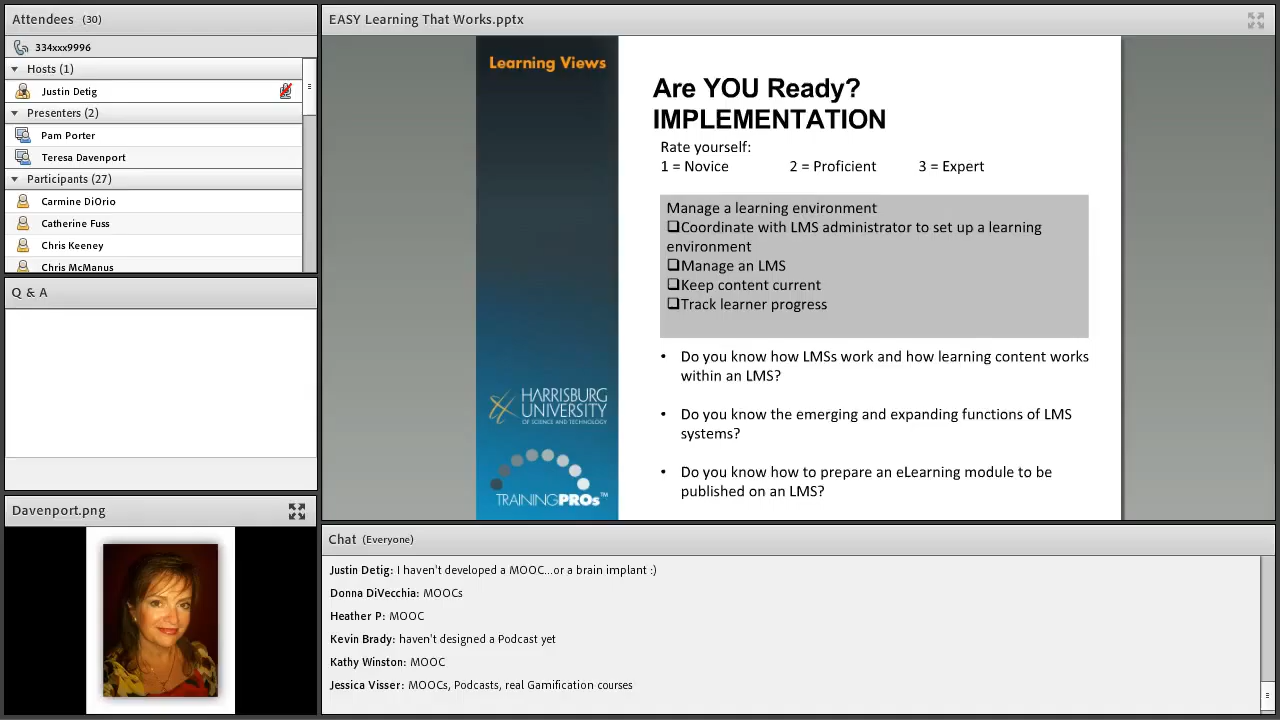 Attendees (30)
334xxx9996
Hosts (1)
Justin Detig
Presenters (2)
Pam Porter
Teresa Davenport
Participants (27)
Carmine DiOrio
Catherine Fuss
Chris Keeney
Chris McManus
Q & A
Davenport.png
EASY Learning That Works.pptx
Learning Views
HARRISBURG
UNIVERSITY
OF SCIENCE AND TECHNOLOGY
TRAININGPROs™
Are YOU Ready?
IMPLEMENTATION
Rate yourself:
1 = Novice 2 = Proficient 3 = Expert
Manage a learning environment
❑Coordinate with LMS administrator to set up a learning
environment
❑Manage an LMS
❑Keep content current
❑Track learner progress
• Do you know how LMSs work and how learning content works
within an LMS?
• Do you know the emerging and expanding functions of LMS
systems?
• Do you know how to prepare an eLearning module to be
published on an LMS?
Chat (Everyone)
Justin Detig: I haven't developed a MOOC...or a brain implant :)
Donna DiVecchia: MOOCs
Heather P: MOOC
Kevin Brady: haven't designed a Podcast yet
Kathy Winston: MOOC
Jessica Visser: MOOCs, Podcasts, real Gamification courses